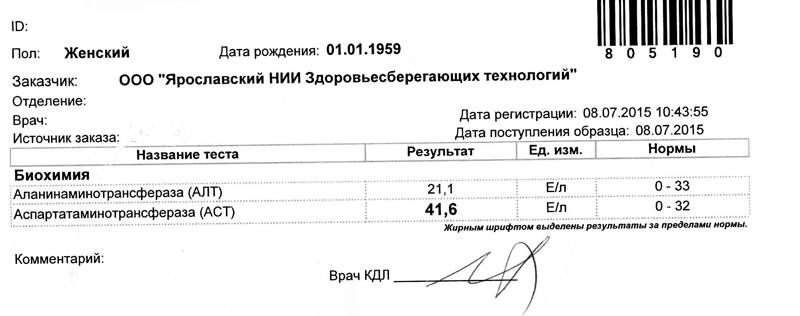 ID:
805190
Пол: Женский Дата рождения: 01.01.1959
Заказчик: ООО "Ярославский НИИ Здоровьесберегающих технологий"
Отделение:
Врач: Дата регистрации: 08.07.2015 10:43:55
Источник заказа: Дата поступления образца: 08.07.2015
Название теста Результат Ед. изм. Нормы
Биохимия
Аланинаминотрансфераза (АЛТ) 21,1 Е/л 0 - 33
Аспартатаминотрансфераза (АСТ) 41,6 Е/л 0 - 32
Жирным шрифтом выделены результаты за пределами нормы.
Комментарий:
Врач КДЛ